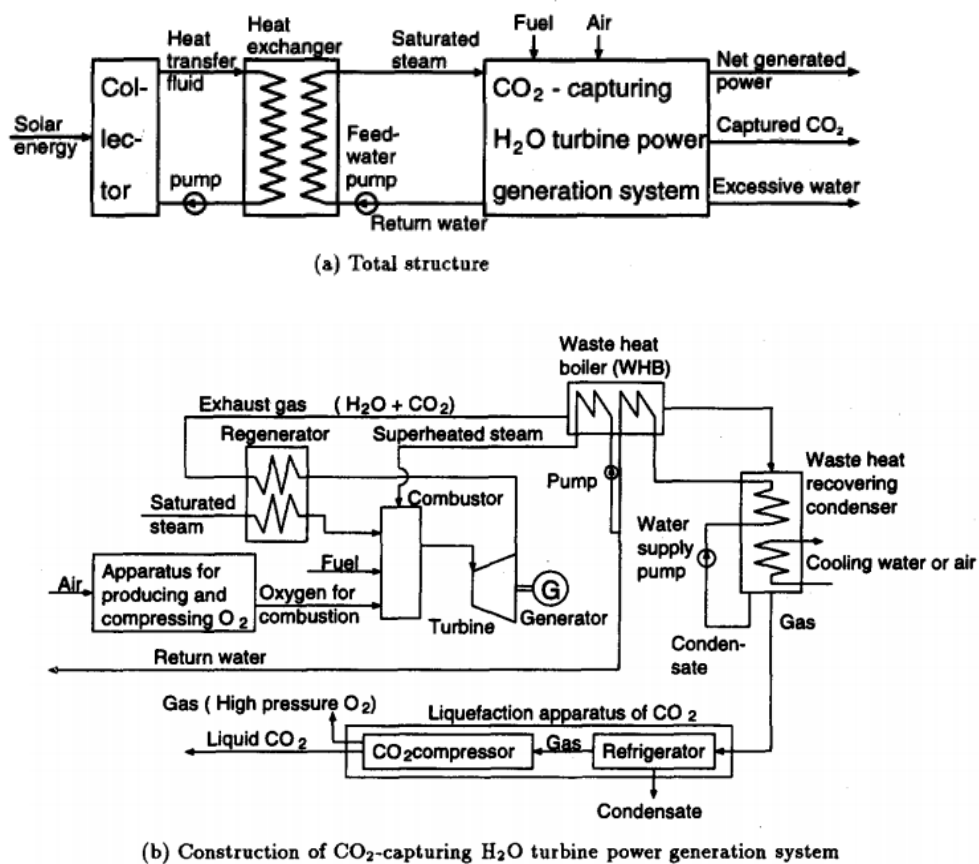 Fuel Air
Heat transfer fluid
Heat exchanger
Saturated steam
Net generated power
Col-
lec-
tor
Solar energy
CO₂ - capturing
H₂O turbine power
generation system
Captured CO₂
Feed-
water
pump
pump
Excessive water
Return water
(a) Total structure
Waste heat
boiler (WHB)
Exhaust gas (H₂O + CO₂)
Regenerator
Superheated steam
Waste heat
recovering
condenser
Pump
Combustor
Saturated
steam
Water
supply
pump
Cooling water or air
Fuel
Air
Apparatus for
producing and
compressing O₂
Oxygen for
combustion
G
Turbine
Generator
Gas
Conden-
sate
Return water
Gas ( High pressure O₂)
Liquefaction apparatus of CO₂
Liquid CO₂
CO₂compressor
Gas
Refrigerator
Condensate
(b) Construction of CO₂-capturing H₂O turbine power generation system